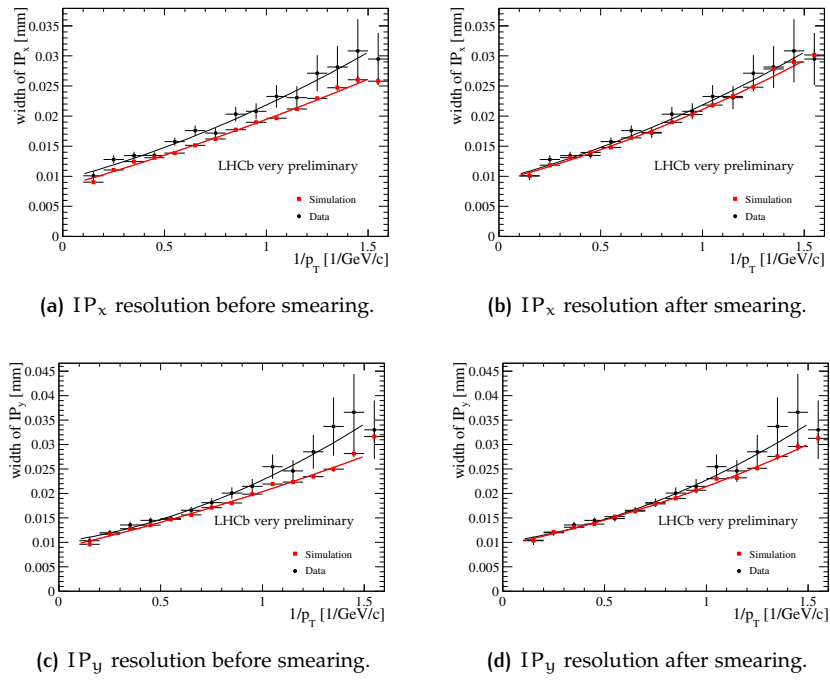 width of IP_x [mm]
0.035
0.03
0.025
0.02
0.015
0.01
0.005
0
LHCb very preliminary
Simulation
Data
0 0.5 1 1.5
1/p_T [1/GeV/c]
(a) IP_x resolution before smearing.
width of IP_x [mm]
0.035
0.03
0.025
0.02
0.015
0.01
0.005
0
LHCb very preliminary
Simulation
Data
0 0.5 1 1.5
1/p_T [1/GeV/c]
(b) IP_x resolution after smearing.
width of IP_y [mm]
0.045
0.04
0.035
0.03
0.025
0.02
0.015
0.01
0.005
0
LHCb very preliminary
Simulation
Data
0 0.5 1 1.5
1/p_T [1/GeV/c]
(c) IP_y resolution before smearing.
width of IP_y [mm]
0.045
0.04
0.035
0.03
0.025
0.02
0.015
0.01
0.005
0
LHCb very preliminary
Simulation
Data
0 0.5 1 1.5
1/p_T [1/GeV/c]
(d) IP_y resolution after smearing.